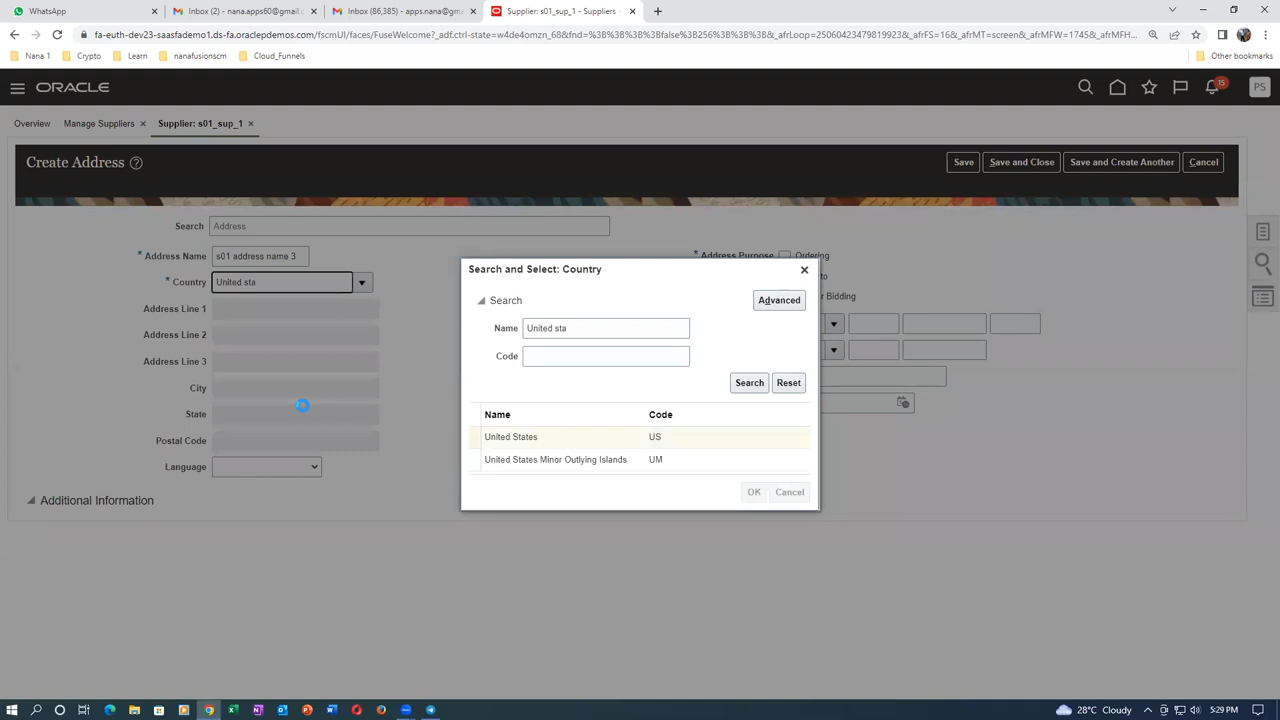 WhatsApp
Inbox (2) - nana.apps60@gmail.c
Inbox (86,385) - apps.nana@gm
Supplier: s01_sup_1 - Suppliers -
fa-euth-dev23-saasfademo1.ds-fa.oraclepdemos.com/fscmUI/faces/FuseWelcome?_adf.ctrl-state=w4de4omzn_68&fnd=%3B%3B%3B%3Bfalse%3B256%3B%3B%3B&_afrLoop=25060423479819923&_afrFS=16&_afrMT=screen&_afrMFW=1745&_afrMFH...
Nana 1
Crypto
Learn
nanafusionscm
Cloud_Funnels
Other bookmarks
ORACLE
15
PS
Overview
Manage Suppliers
Supplier: s01_sup_1
Create Address
Save
Save and Close
Save and Create Another
Cancel
Search Address
* Address Name s01 address name 3
* Address Purpose
Ordering
* Country United sta
Address Line 1
Address Line 2
Address Line 3
City
State
Postal Code
Language
Additional Information
Search and Select: Country
Search
Advanced
Name United sta
Code
Search Reset
Name Code
United States US
United States Minor Outlying Islands UM
OK Cancel
28°C Cloudy
5:29 PM